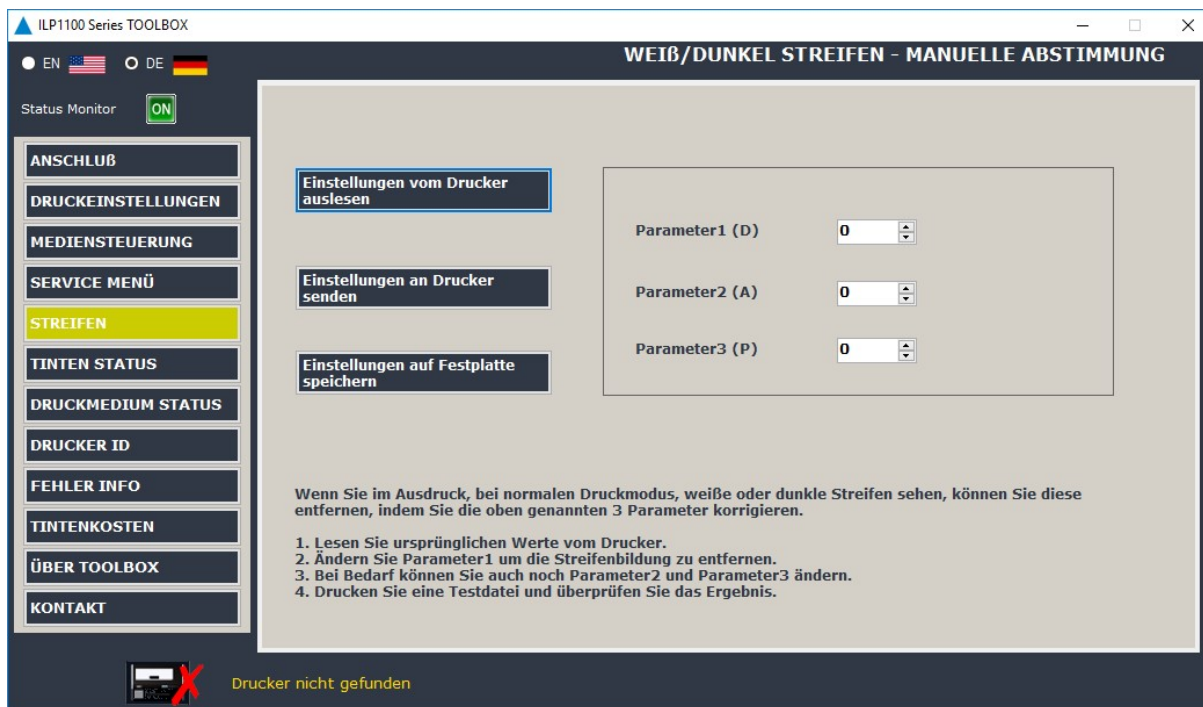 ILP1100 Series TOOLBOX
EN
DE
WEIß/DUNKEL STREIFEN - MANUELLE ABSTIMMUNG
Status Monitor
ON
ANSCHLUß
DRUCKEINSTELLUNGEN
MEDIENSTEUERUNG
SERVICE MENÜ
STREIFEN
TINTEN STATUS
DRUCKMEDIUM STATUS
DRUCKER ID
FEHLER INFO
TINTENKOSTEN
ÜBER TOOLBOX
KONTAKT
Einstellungen vom Drucker
auslesen
Einstellungen an Drucker
senden
Einstellungen auf Festplatte
speichern
Parameter1 (D) 0
Parameter2 (A) 0
Parameter3 (P) 0
Wenn Sie im Ausdruck, bei normalen Druckmodus, weiße oder dunkle Streifen sehen, können Sie diese
entfernen, indem Sie die oben genannten 3 Parameter korrigieren.
1. Lesen Sie ursprünglichen Werte vom Drucker.
2. Ändern Sie Parameter1 um die Streifenbildung zu entfernen.
3. Bei Bedarf können Sie auch noch Parameter2 und Parameter3 ändern.
4. Drucken Sie eine Testdatei und überprüfen Sie das Ergebnis.
Drucker nicht gefunden